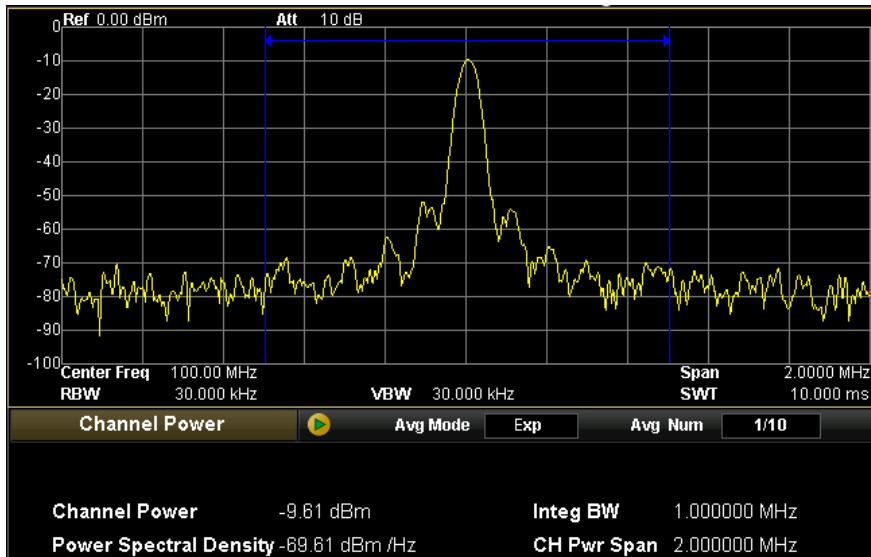 Ref 0.00 dBm Att 10 dB
0
-10
-20
-30
-40
-50
-60
-70
-80
-90
-100
Center Freq 100.00 MHz Span 2.0000 MHz
RBW 30.000 kHz VBW 30.000 kHz SWT 10.000 ms
Channel Power Avg Mode Exp Avg Num 1/10
Channel Power -9.61 dBm Integ BW 1.000000 MHz
Power Spectral Density -69.61 dBm /Hz CH Pwr Span 2.000000 MHz